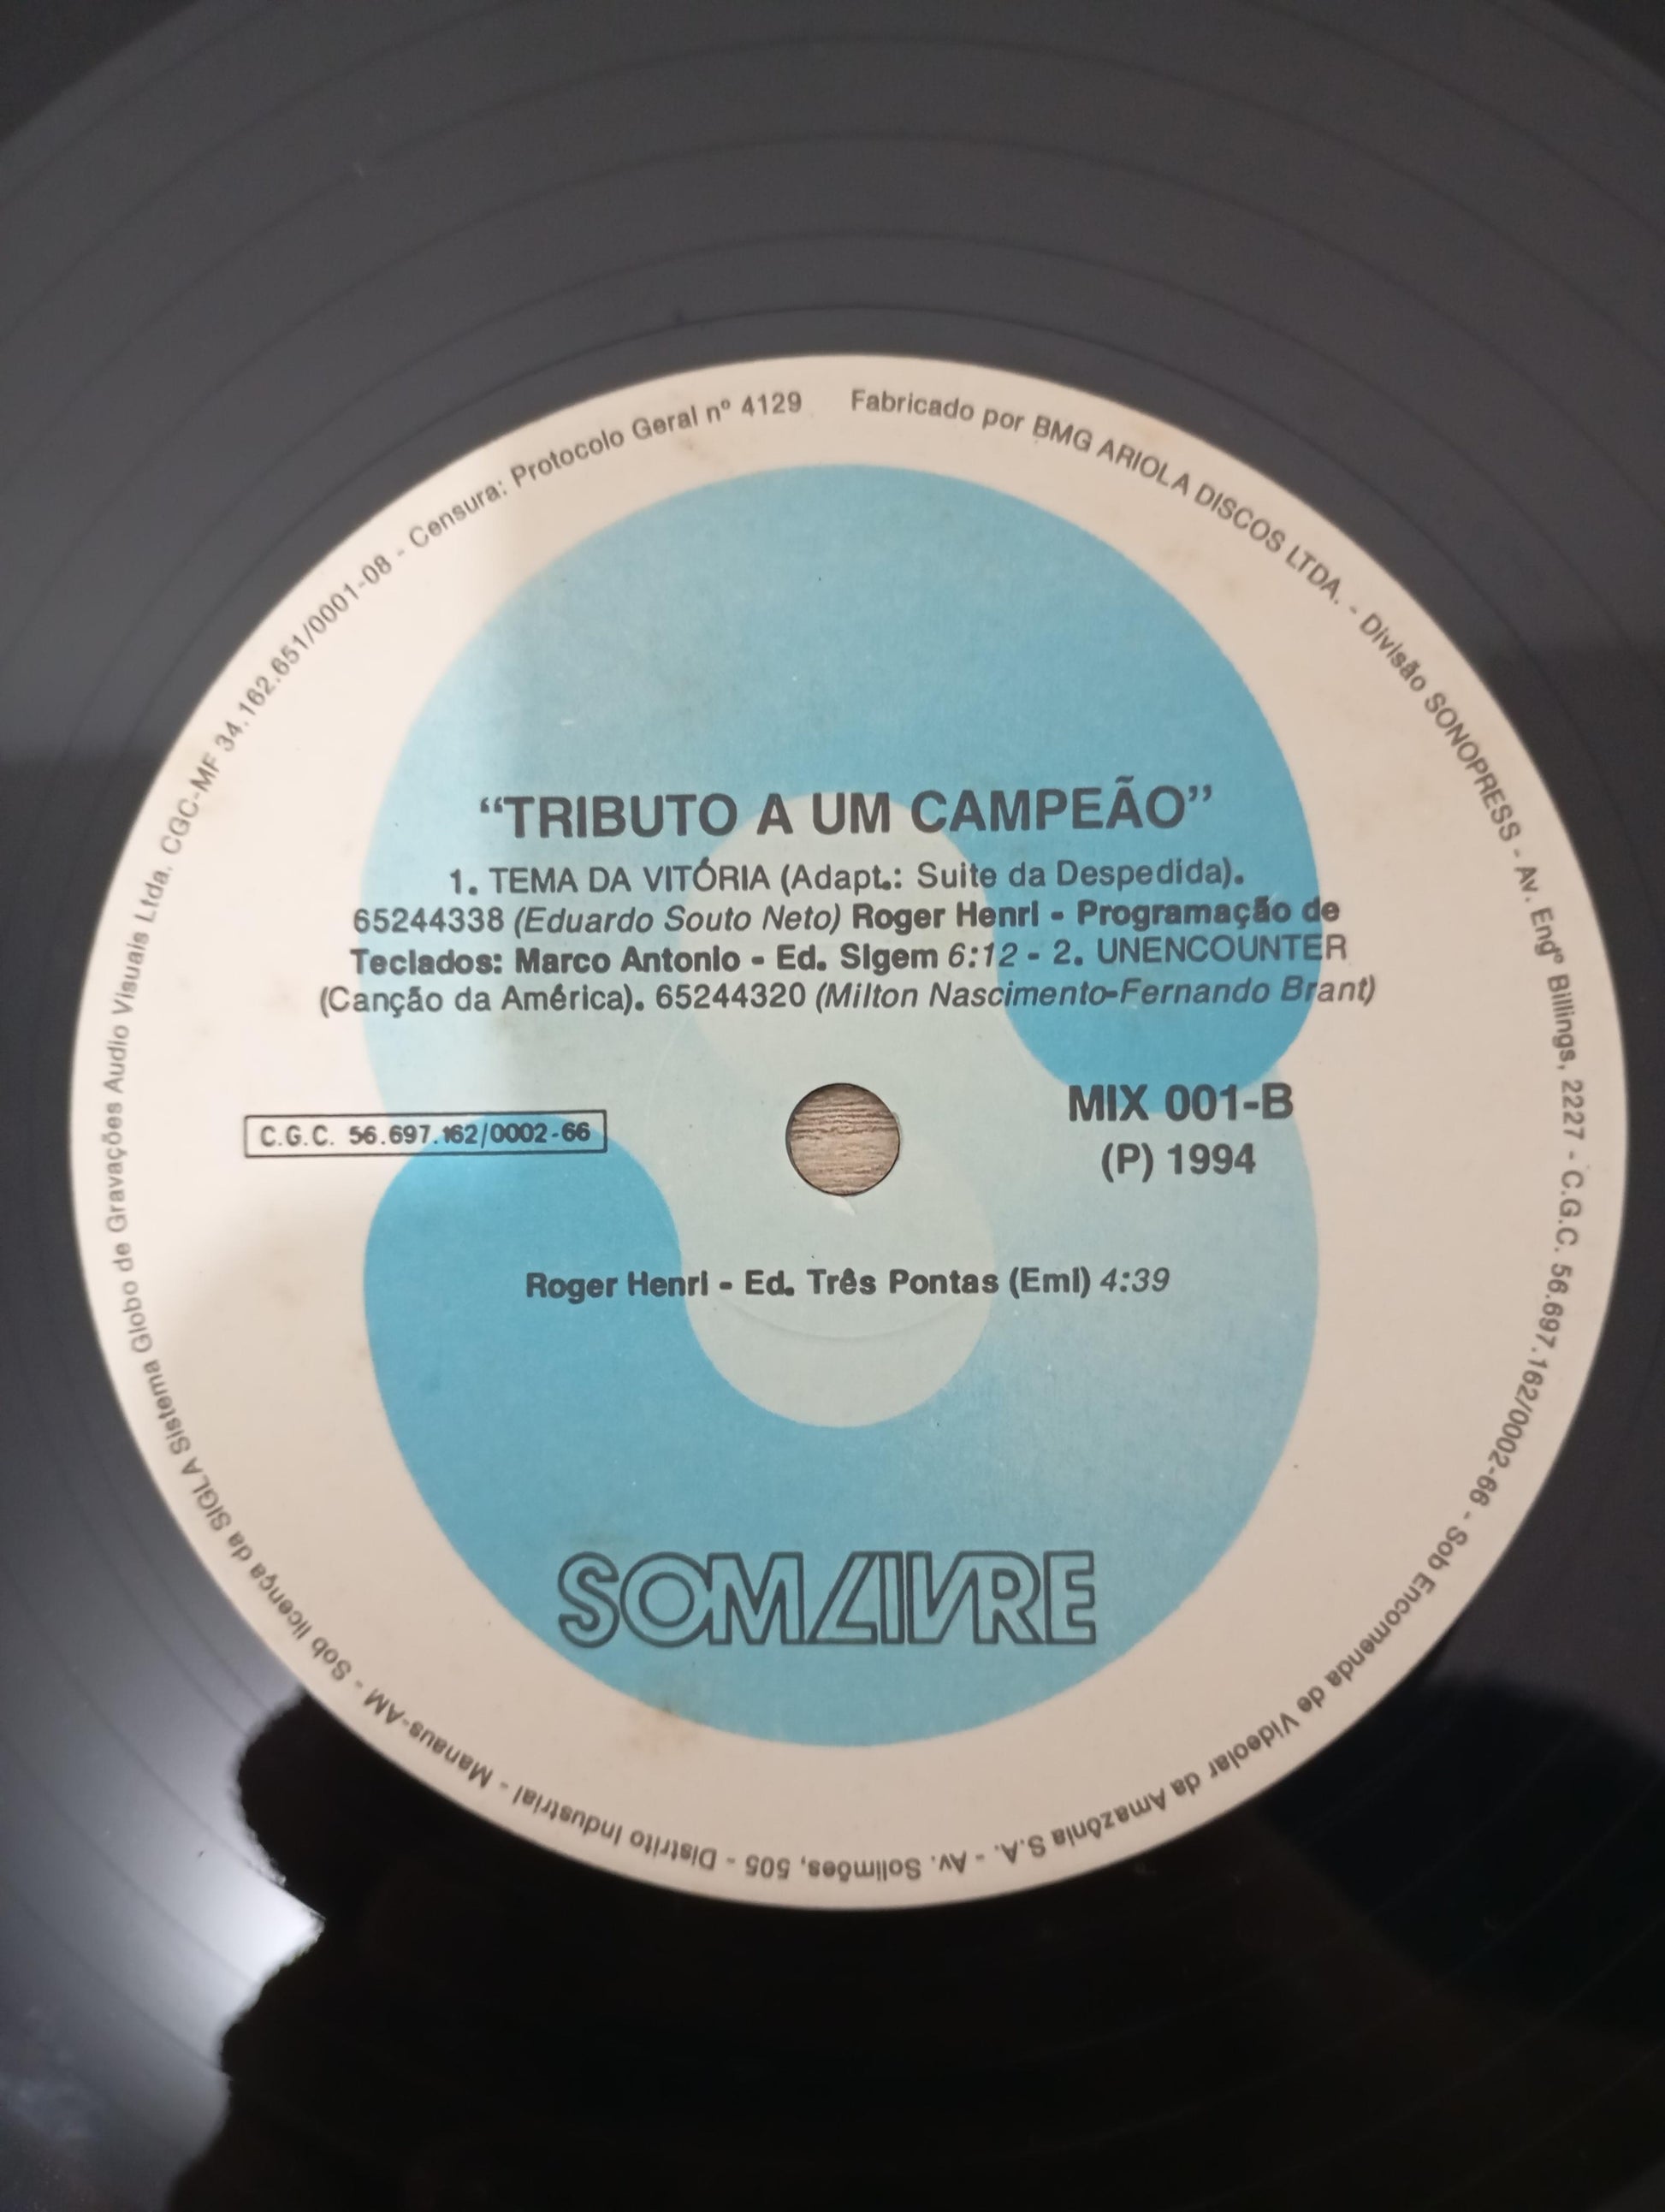 Fabricado por BMG ARIOLA DISCOS LTDA. - Divisão SONOPRESS - Av. Engº Billings, 2227 - C.G.C. 56.697.162/0002-66 - Sob Encomenda de Videolar da Amazônia S.A. - Av. Solimões, 505 - Distrito Industrial - Manaus-AM - Sob licença da SIGLA Sistema Globo de Gravações Audio Visuais Ltda. CGC-MF 34.162.651/0001-08 - Censura: Protocolo Geral nº 4129
“TRIBUTO A UM CAMPEÃO”
1. TEMA DA VITÓRIA (Adapt.: Suite da Despedida).
65244338 (Eduardo Souto Neto) Roger Henri - Programação de
Teclados: Marco Antonio - Ed. Sigem 6:12 - 2. UNENCOUNTER
(Canção da América). 65244320 (Milton Nascimento-Fernando Brant)
C.G.C. 56.697.162/0002-66
MIX 001-B
(P) 1994
Roger Henri - Ed. Três Pontas (Emi) 4:39
SOM LIVRE